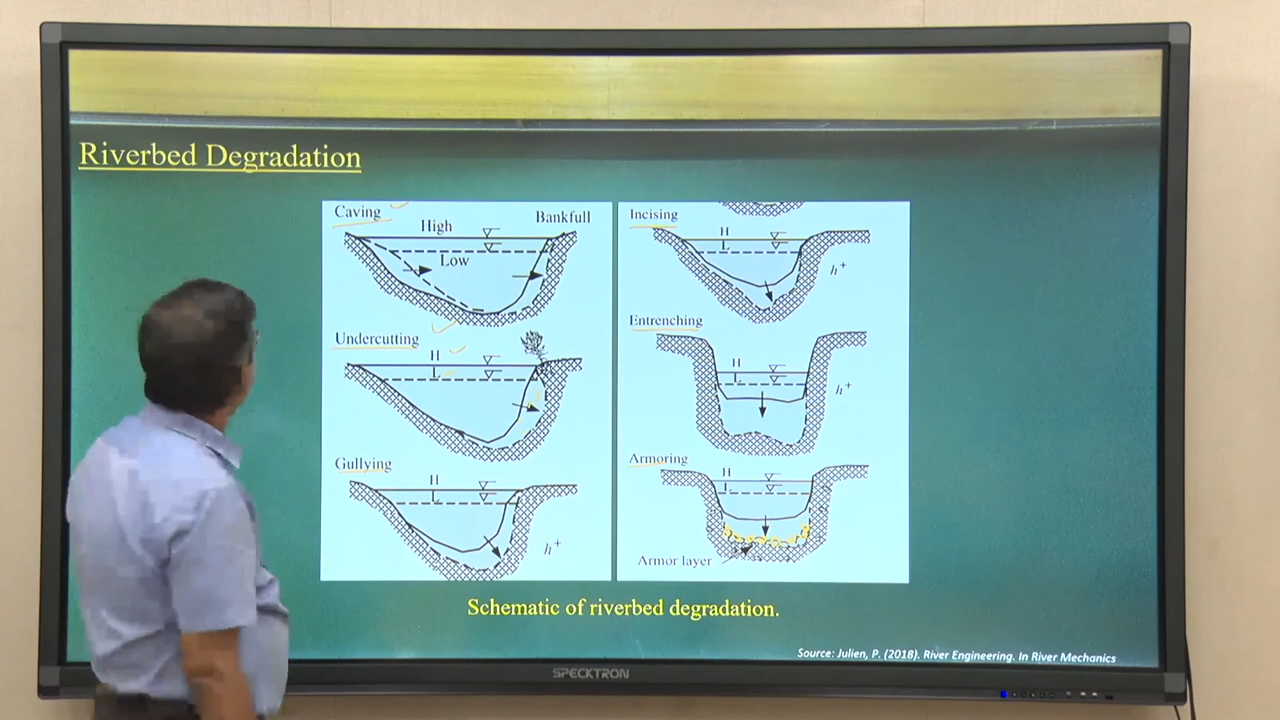 Riverbed Degradation
Caving
High
Bankfull
Low
Undercutting
H
L
Gullying
H
L
h⁺
Incising
H
L
h⁺
Entrenching
H
L
h⁺
Armoring
H
L
Armor layer
Schematic of riverbed degradation.
Source: Julien, P. (2018). River Engineering. In River Mechanics
SPECKTRON